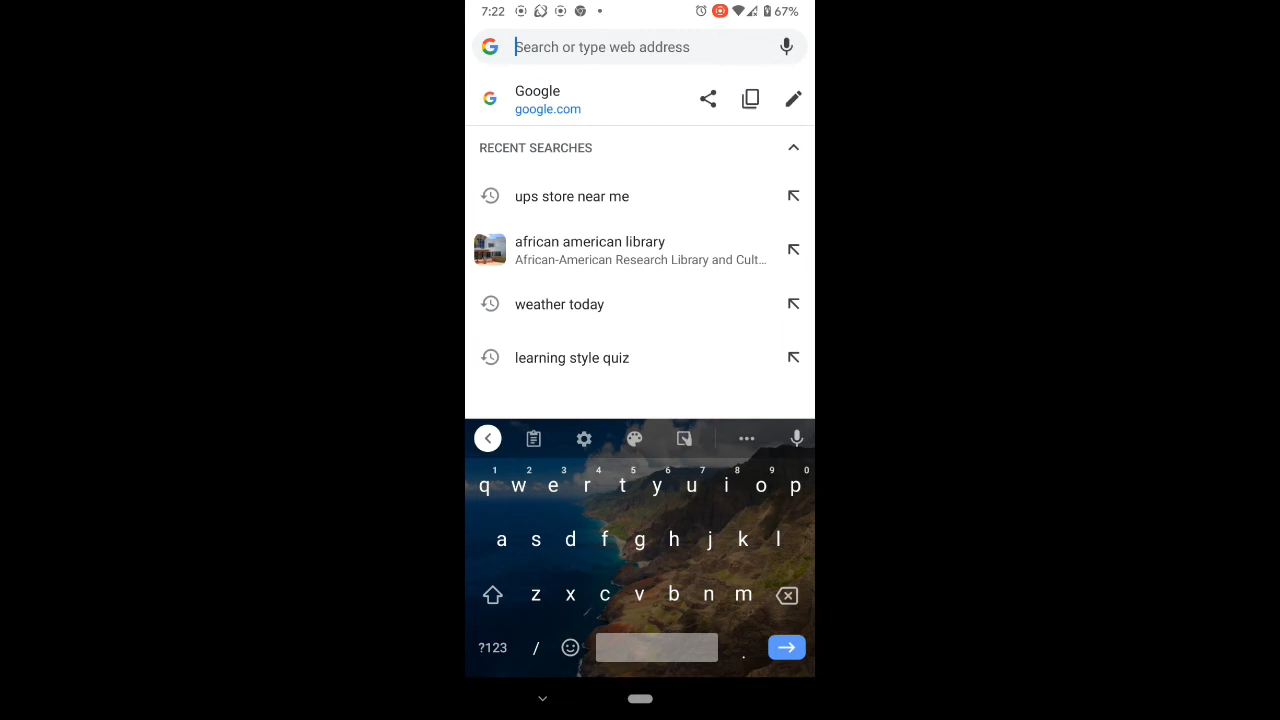 7:22 67%
Search or type web address
Google
google.com
RECENT SEARCHES
ups store near me
african american library
African-American Research Library and Cult...
weather today
learning style quiz
1 2 3 4 5 6 7 8 9 0
q w e r t y u i o p
a s d f g h j k l
z x c v b n m
?123 / .